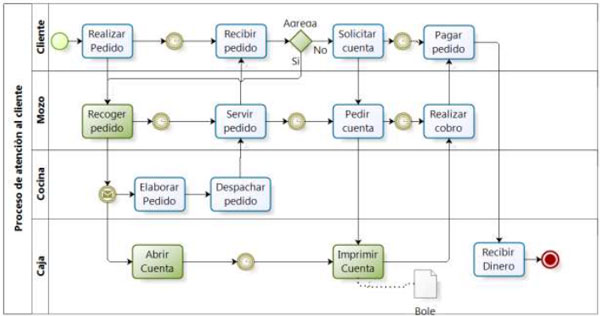 Proceso de atención al cliente
Cliente
Realizar
Pedido
Recibir
pedido
Agrega
No
Si
Solicitar
cuenta
Pagar
pedido
Mozo
Recoger
pedido
Servir
pedido
Pedir
cuenta
Realizar
cobro
Cocina
Elaborar
Pedido
Despachar
pedido
Caja
Abrir
Cuenta
Imprimir
Cuenta
Recibir
Dinero
Bole